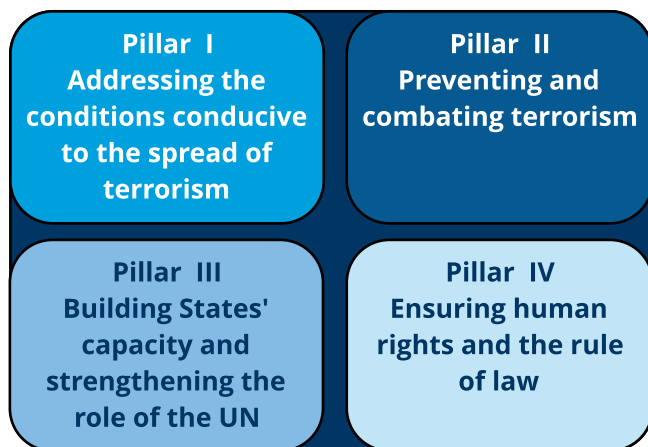 Pillar I
Addressing the
conditions conducive
to the spread of
terrorism
Pillar II
Preventing and
combating terrorism
Pillar III
Building States'
capacity and
strengthening the
role of the UN
Pillar IV
Ensuring human
rights and the rule
of law